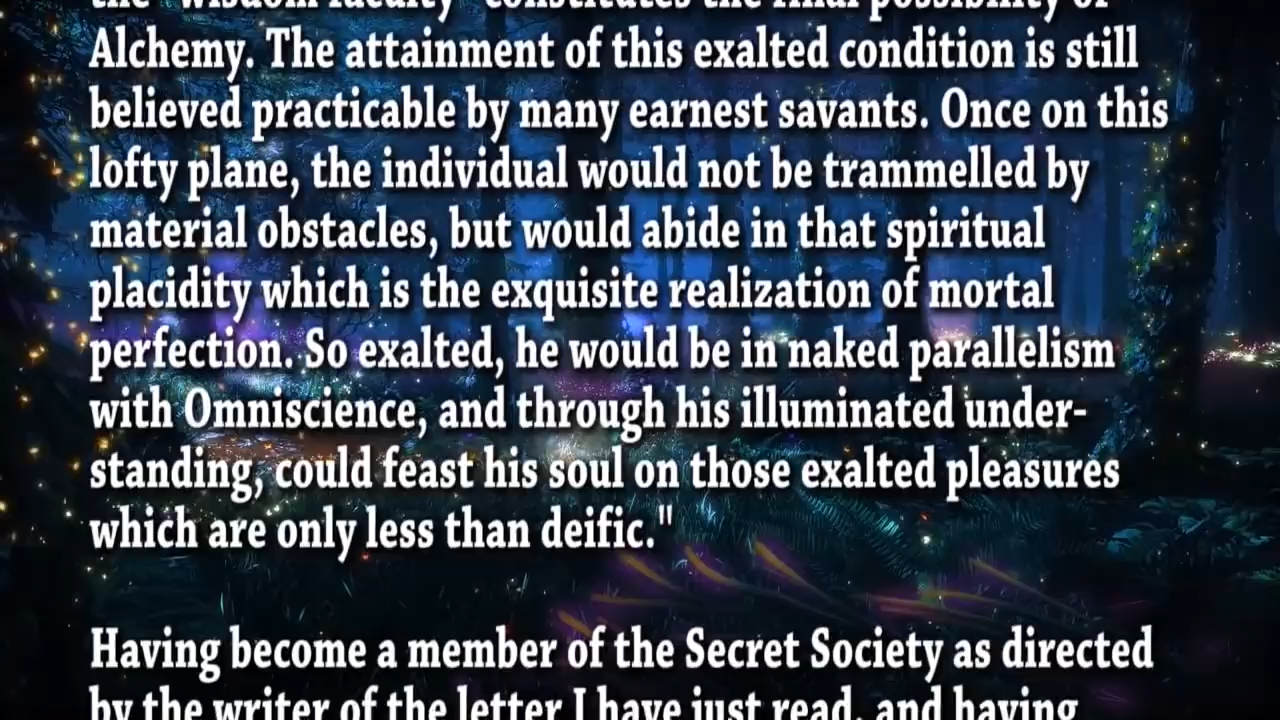 the "wisdom faculty" constitutes the final possibility of
Alchemy. The attainment of this exalted condition is still
believed practicable by many earnest savants. Once on this
lofty plane, the individual would not be trammelled by
material obstacles, but would abide in that spiritual
placidity which is the exquisite realization of mortal
perfection. So exalted, he would be in naked parallelism
with Omniscience, and through his illuminated under-
standing, could feast his soul on those exalted pleasures
which are only less than deific."
Having become a member of the Secret Society as directed
by the writer of the letter I have just read, and having